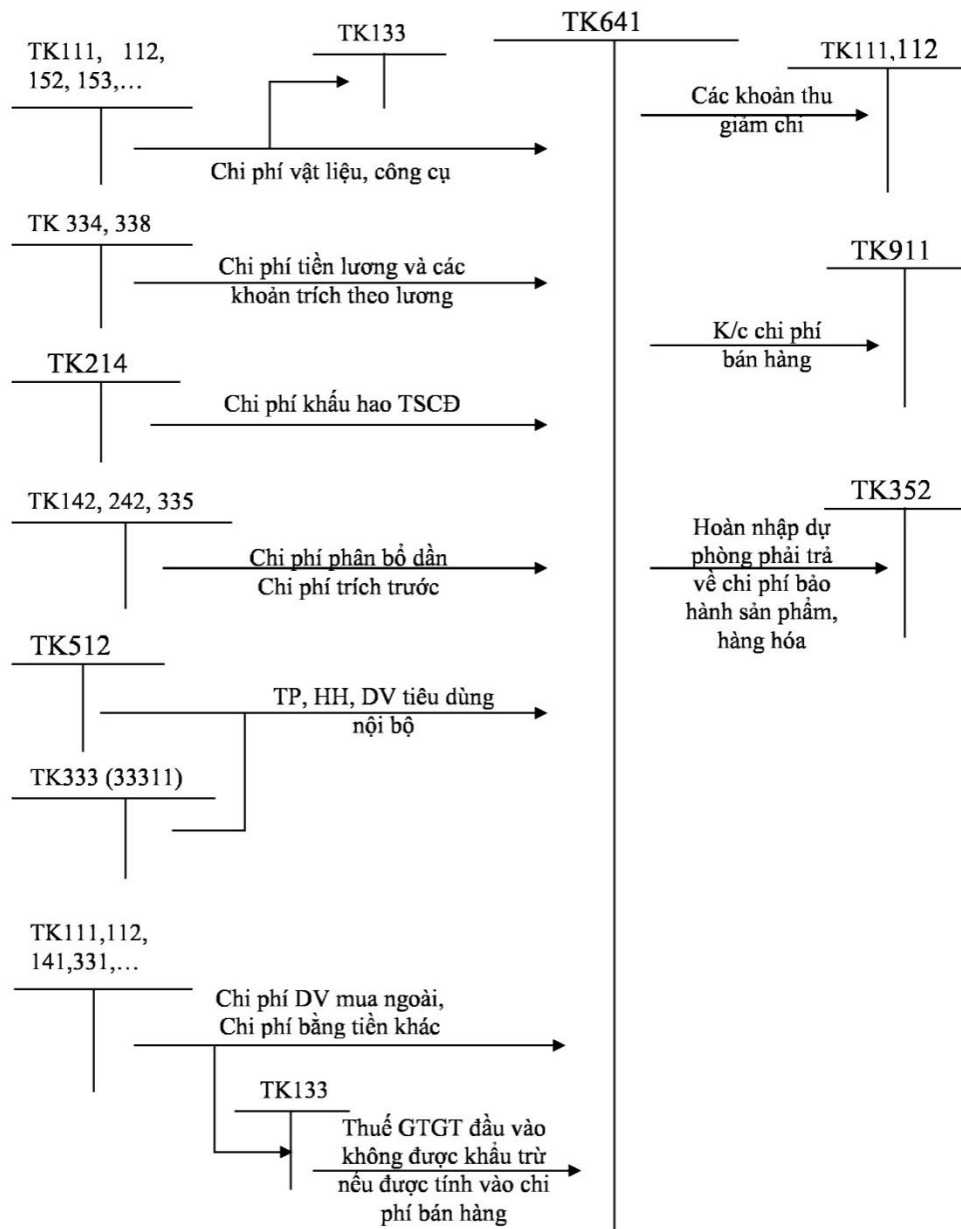 TK641
TK133
TK111, 112,
152, 153,…
Chi phí vật liệu, công cụ
TK111,112
Các khoản thu
giảm chi
TK 334, 338
Chi phí tiền lương và các
khoản trích theo lương
TK911
K/c chi phí
bán hàng
TK214
Chi phí khấu hao TSCĐ
TK142, 242, 335
Chi phí phân bổ dần
Chi phí trích trước
TK352
Hoàn nhập dự
phòng phải trả
về chi phí bảo
hành sản phẩm,
hàng hóa
TK512
TP, HH, DV tiêu dùng
nội bộ
TK333 (33311)
TK111,112,
141,331,…
Chi phí DV mua ngoài,
Chi phí bằng tiền khác
TK133
Thuế GTGT đầu vào
không được khẩu trừ
nếu được tính vào chi
phí bán hàng